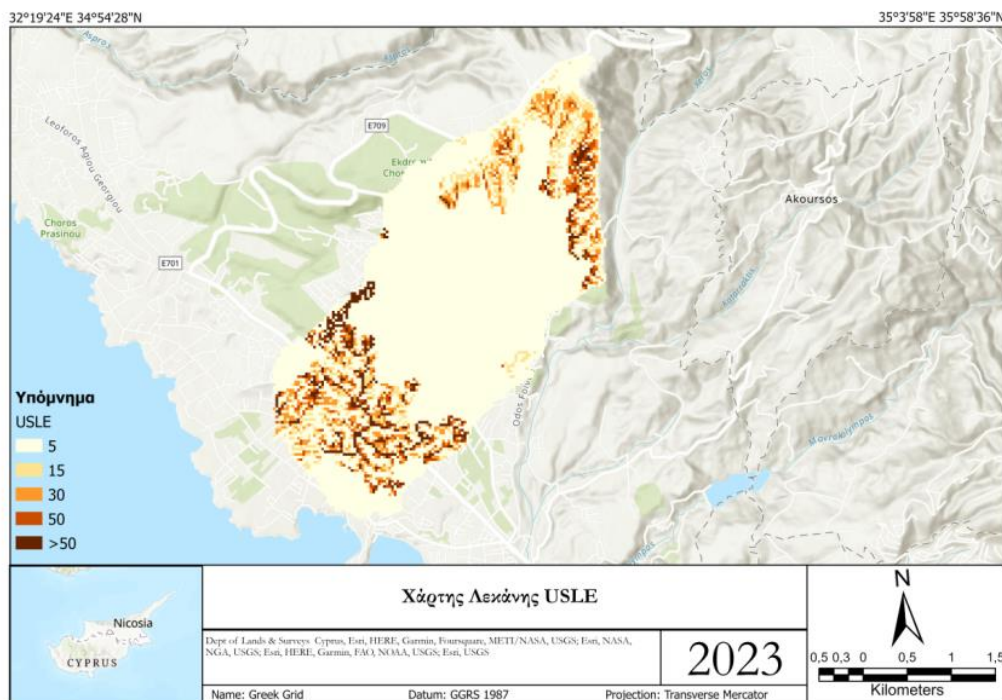 32°19'24"E 34°54'28"N
35°3'58"E 35°58'36"N
Aspros
Leoforos Agiou Georgiou
E709
Choros
Prasinou
E701
Akoursos
Mavrokolympos
Υπόμνημα
USLE
5
15
30
50
>50
Χάρτης Λεκάνης USLE
Nicosia
CYPRUS
Dept of Lands & Surveys Cyprus, Esri, HERE, Garmin, Foursquare, METI/NASA, USGS; Esri, NASA,
NGA, USGS; Esri, HERE, Garmin, FAO, NOAA, USGS; Esri, USGS
2023
N
0,5 0,3 0 0,5 1 1,5
Kilometers
Name: Greek Grid Datum: GGRS 1987 Projection: Transverse Mercator